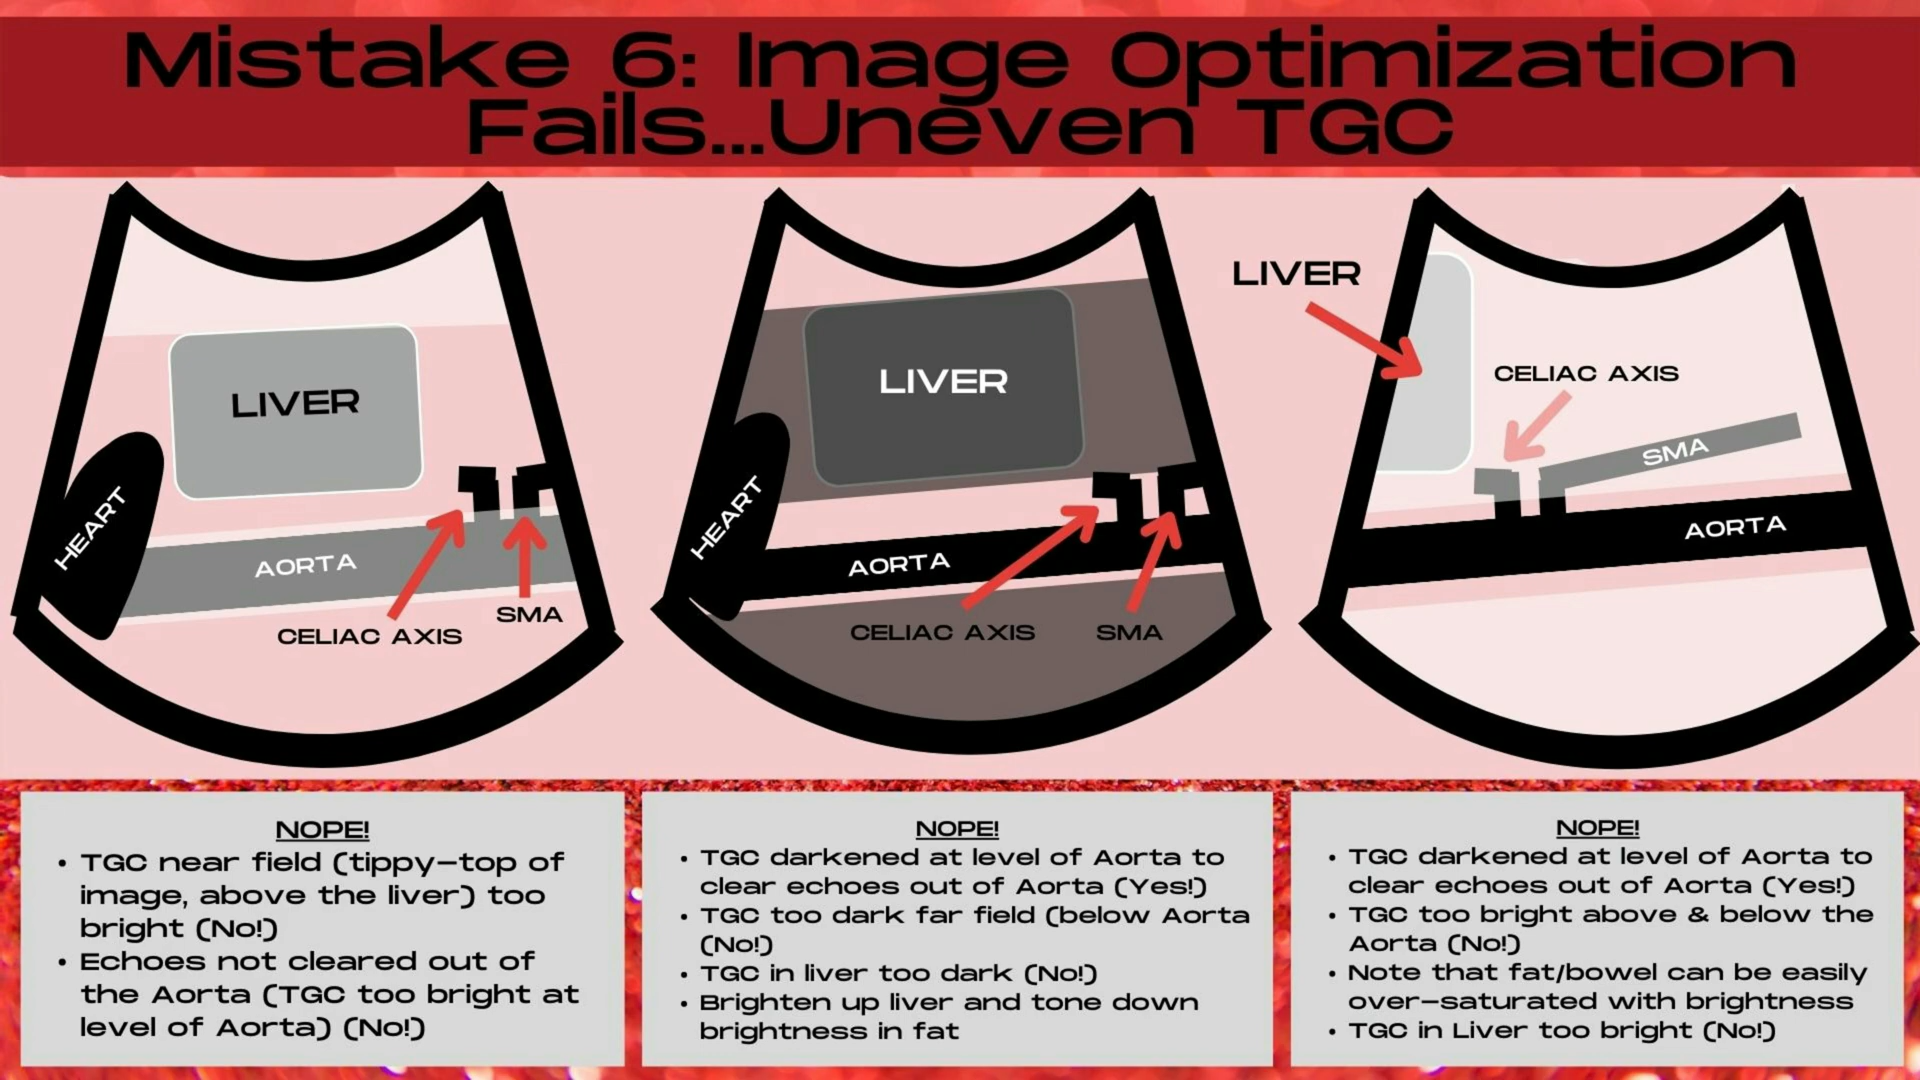 Mistake 6: Image Optimization
Fails...Uneven TGC
LIVER
HEART
AORTA
CELIAC AXIS
SMA
LIVER
HEART
AORTA
CELIAC AXIS
SMA
LIVER
CELIAC AXIS
SMA
AORTA
NOPE!
• TGC near field (tippy-top of
image, above the liver) too
bright (No!)
• Echoes not cleared out of
the Aorta (TGC too bright at
level of Aorta) (No!)
NOPE!
• TGC darkened at level of Aorta to
clear echoes out of Aorta (Yes!)
• TGC too dark far field (below Aorta
(No!)
• TGC in liver too dark (No!)
• Brighten up liver and tone down
brightness in fat
NOPE!
• TGC darkened at level of Aorta to
clear echoes out of Aorta (Yes!)
• TGC too bright above & below the
Aorta (No!)
• Note that fat/bowel can be easily
over-saturated with brightness
• TGC in Liver too bright (No!)